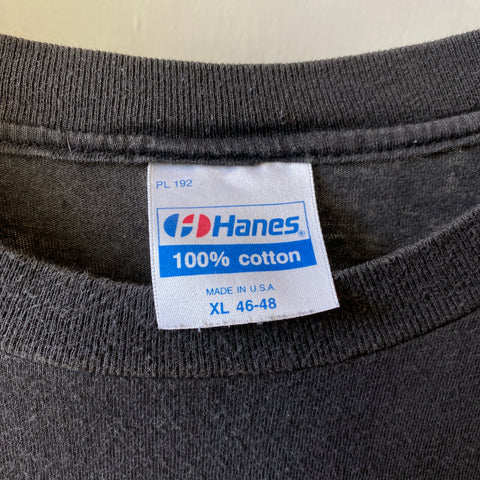 PL 192
Hanes®
100% cotton
MADE IN U.S.A.
XL 46-48